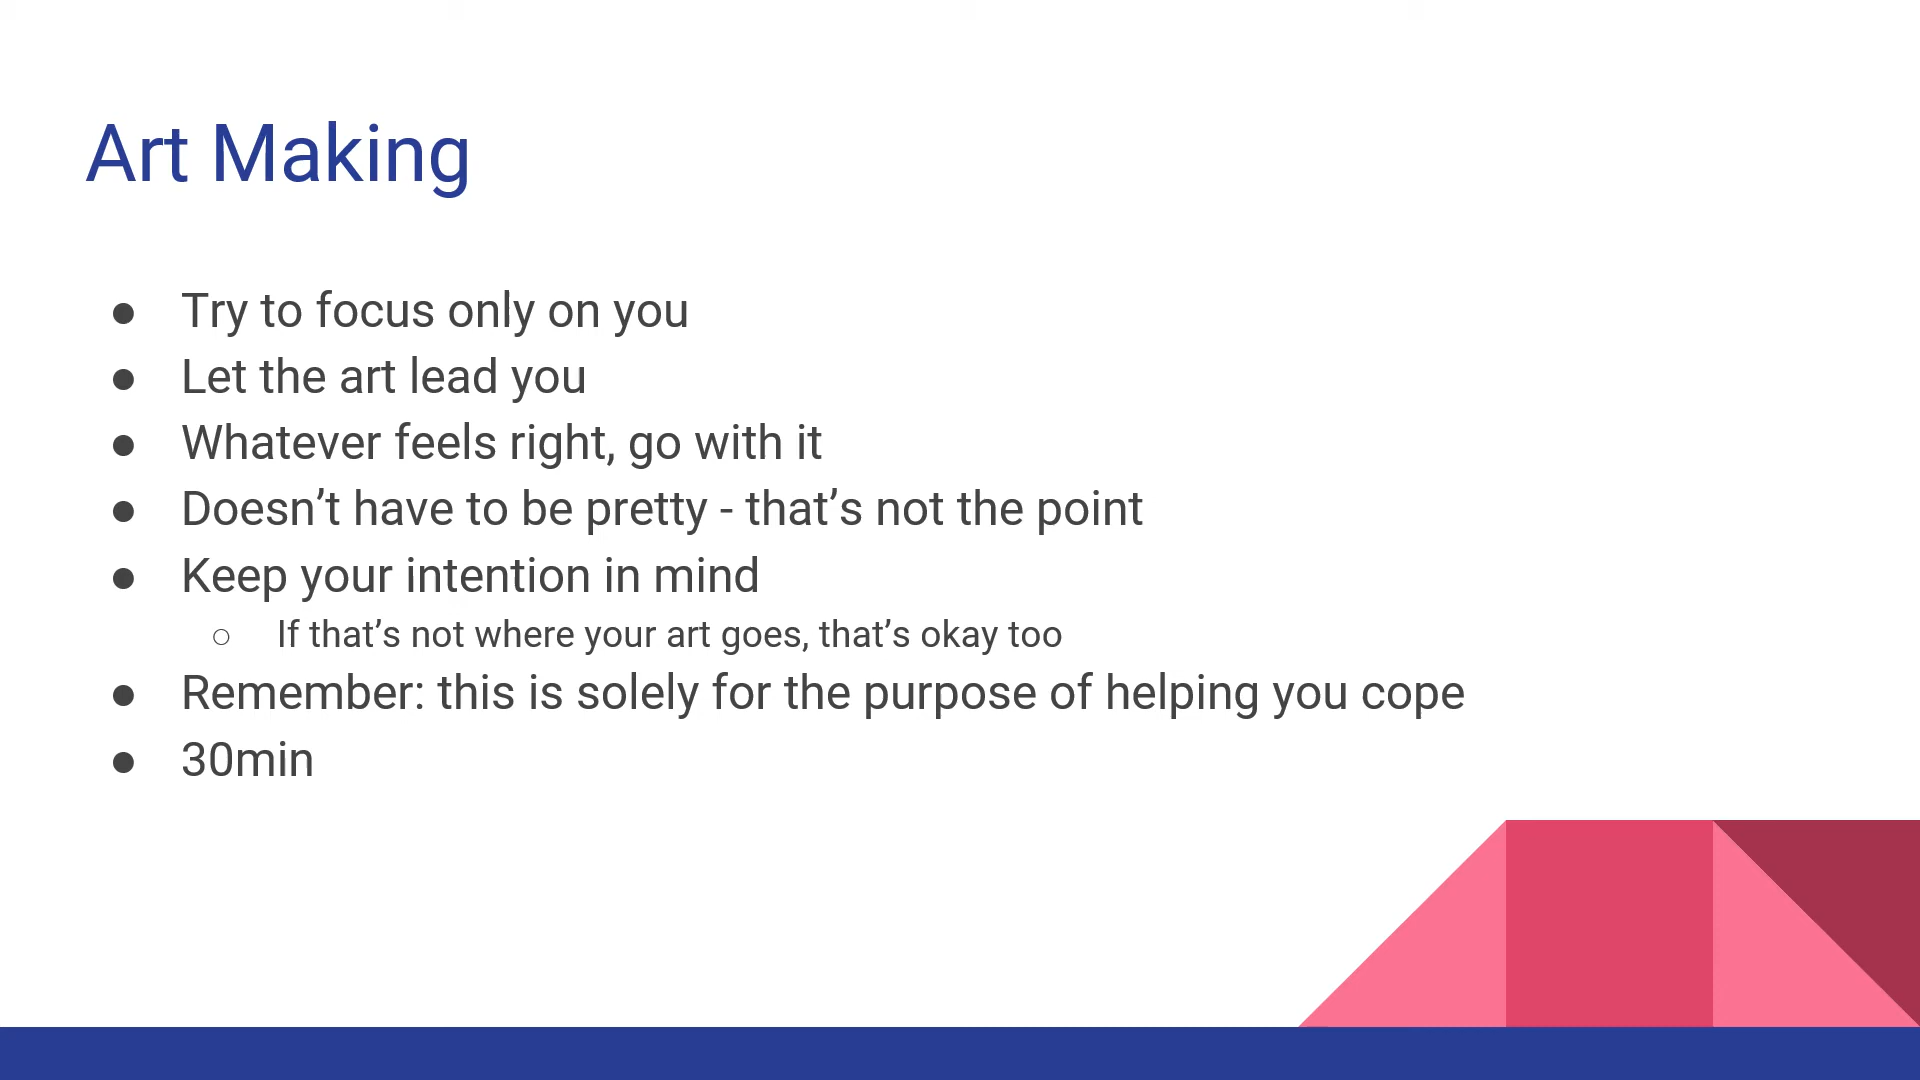 Art Making
● Try to focus only on you
● Let the art lead you
● Whatever feels right, go with it
● Doesn’t have to be pretty - that’s not the point
● Keep your intention in mind
○ If that’s not where your art goes, that’s okay too
● Remember: this is solely for the purpose of helping you cope
● 30min